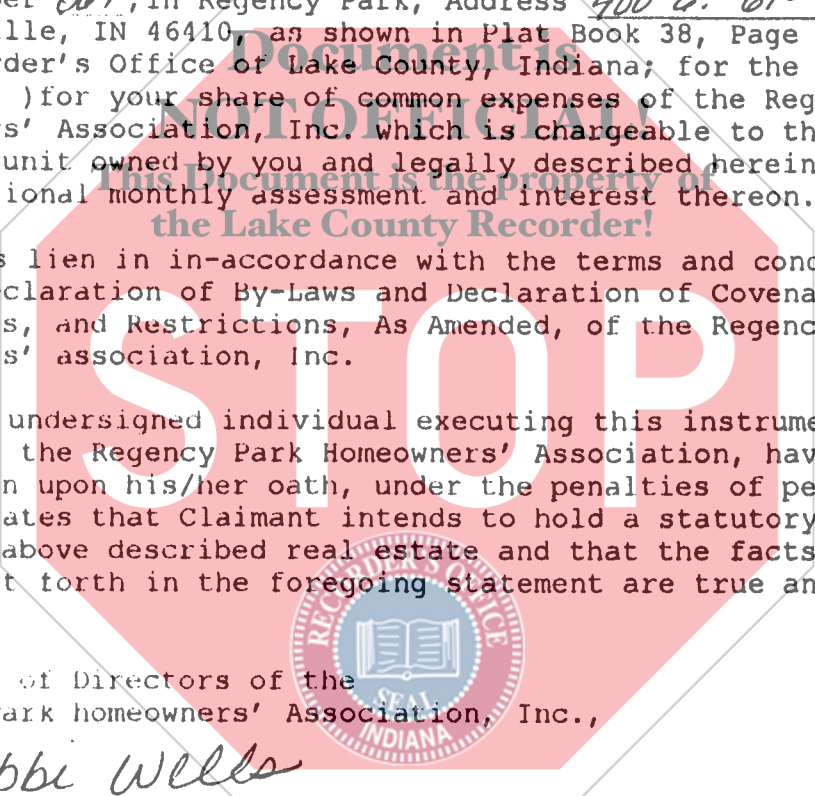 , In Regency Park, Address
lle, IN 46410, as shown in Plat Book 38, Page
Document is
rder's Office of Lake County, Indiana; for the
)for your share of common expenses of the Reg
NOT OFFICIAL!
rs' Association, Inc. which is chargeable to th
unit owned by you and legally described herein
This Document is the property of
ional monthly assessment and interest thereon.
the Lake County Recorder!
s lien in in-accordance with the terms and cond
claration of By-Laws and Declaration of Covena
s, and Restrictions, As Amended, of the Regenc
s' association, Inc.
STOP
undersigned individual executing this instrume
the Regency Park Homeowners' Association, hav
n upon his/her oath, under the penalties of pe
ates that Claimant intends to hold a statutory
above described real estate and that the facts
t forth in the foregoing statement are true an
RECORDER'S OFFICE
SEAL
INDIANA
of Directors of the
ark homeowners' Association, Inc.,
bbi Wells